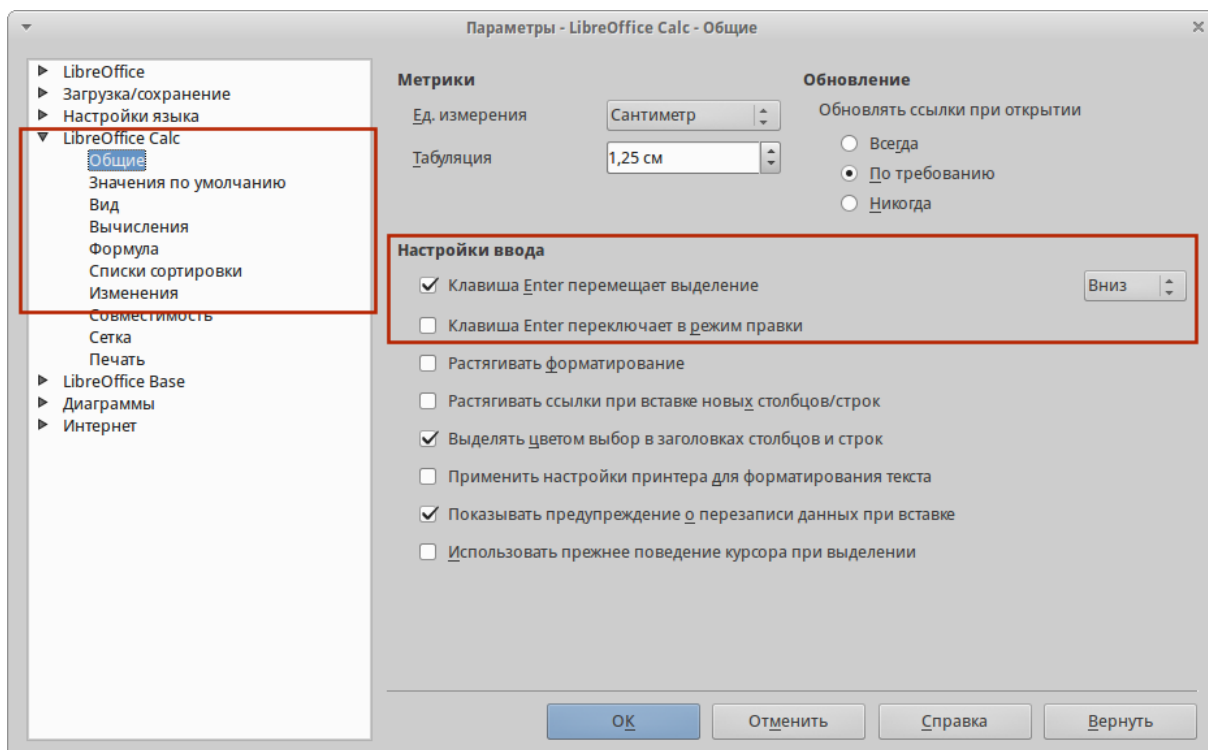 Параметры - LibreOffice Calc - Общие
LibreOffice
Загрузка/сохранение
Настройки языка
LibreOffice Calc
Общие
Значения по умолчанию
Вид
Вычисления
Формула
Списки сортировки
Изменения
Совместимость
Сетка
Печать
LibreOffice Base
Диаграммы
Интернет
Метрики
Ед. измерения
Сантиметр
Табуляция
1,25 см
Обновление
Обновлять ссылки при открытии
Всегда
По требованию
Никогда
Настройки ввода
Клавиша Enter перемещает выделение
Вниз
Клавиша Enter переключает в режим правки
Растягивать форматирование
Растягивать ссылки при вставке новых столбцов/строк
Выделять цветом выбор в заголовках столбцов и строк
Применить настройки принтера для форматирования текста
Показывать предупреждение о перезаписи данных при вставке
Использовать прежнее поведение курсора при выделении
OK
Отменить
Справка
Вернуть